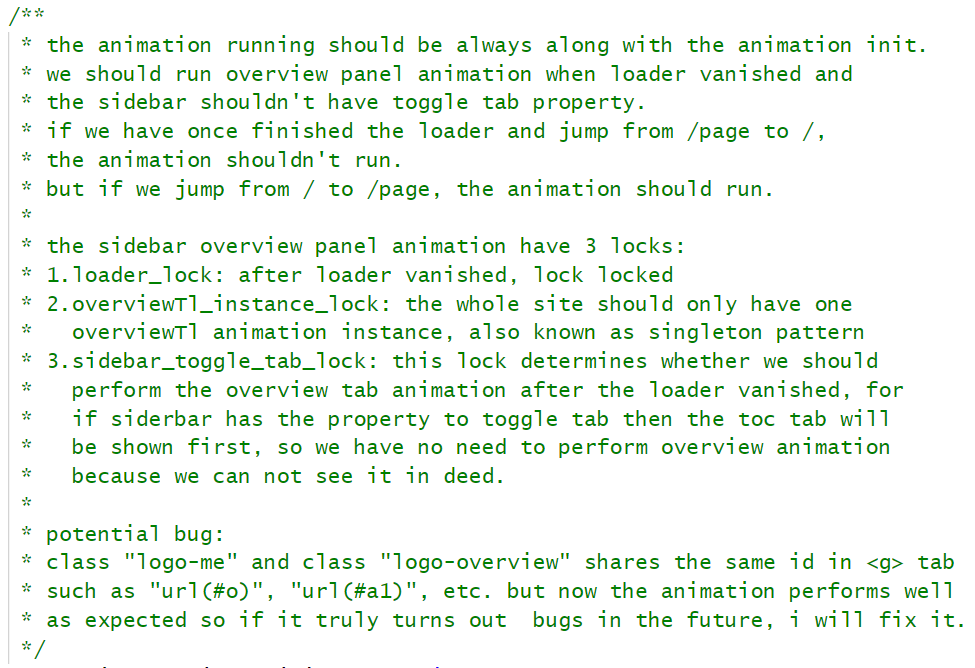 /**
* the animation running should be always along with the animation init.
* we should run overview panel animation when loader vanished and
* the sidebar shouldn't have toggle tab property.
* if we have once finished the loader and jump from /page to /,
* the animation shouldn't run.
* but if we jump from / to /page, the animation should run.
*
* the sidebar overview panel animation have 3 locks:
* 1.loader_lock: after loader vanished, lock locked
* 2.overviewTl_instance_lock: the whole site should only have one
*   overviewTl animation instance, also known as singleton pattern
* 3.sidebar_toggle_tab_lock: this lock determines whether we should
*   perform the overview tab animation after the loader vanished, for
*   if siderbar has the property to toggle tab then the toc tab will
*   be shown first, so we have no need to perform overview animation
*   because we can not see it in deed.
*
* potential bug:
* class "logo-me" and class "logo-overview" shares the same id in <g> tab
* such as "url(#o)", "url(#a1)", etc. but now the animation performs well
* as expected so if it truly turns out  bugs in the future, i will fix it.
*/